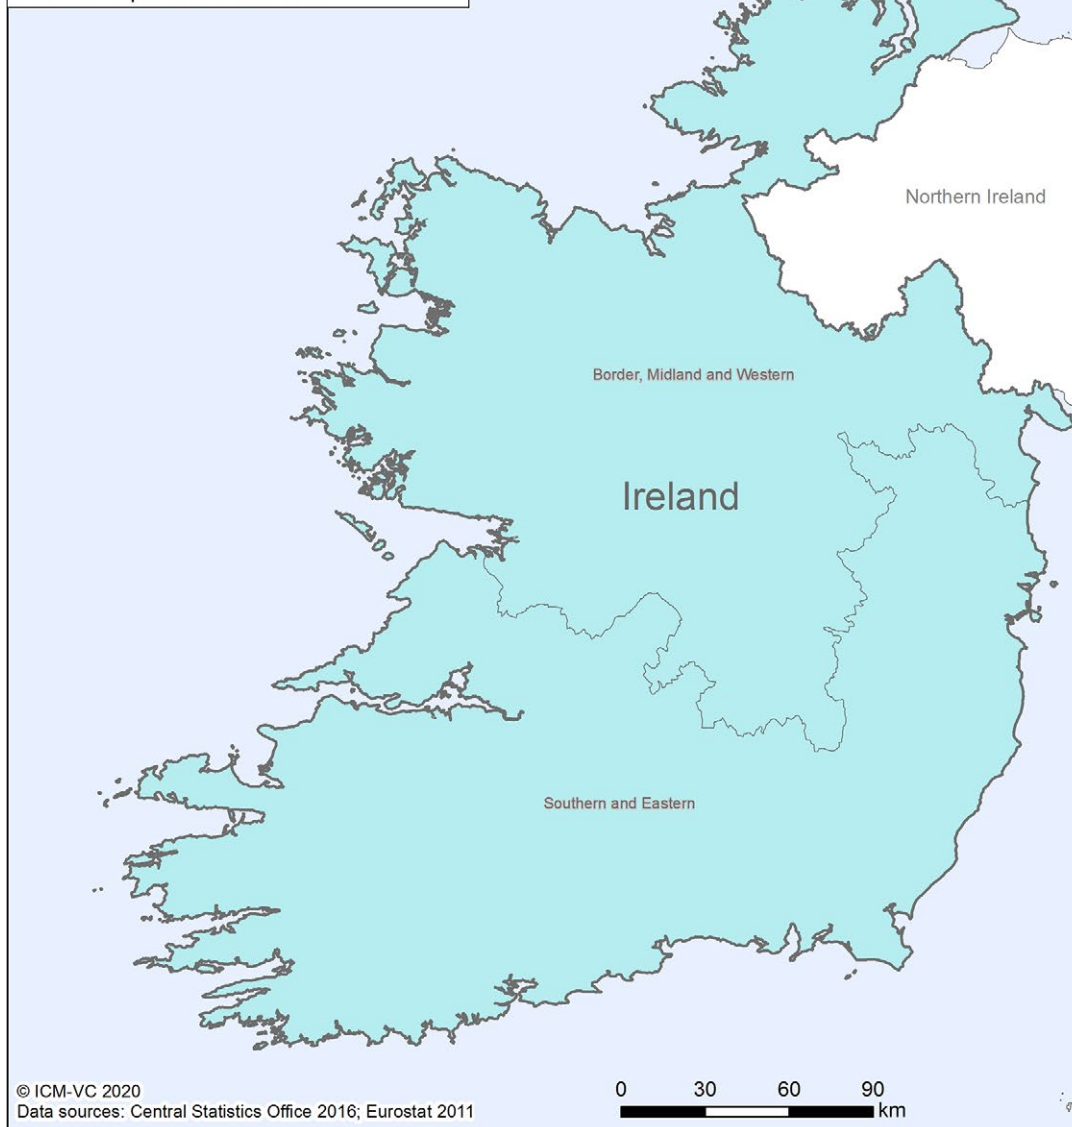 Northern Ireland
Border, Midland and Western
Ireland
Southern and Eastern
© ICM-VC 2020
Data sources: Central Statistics Office 2016; Eurostat 2011
0 30 60 90
km